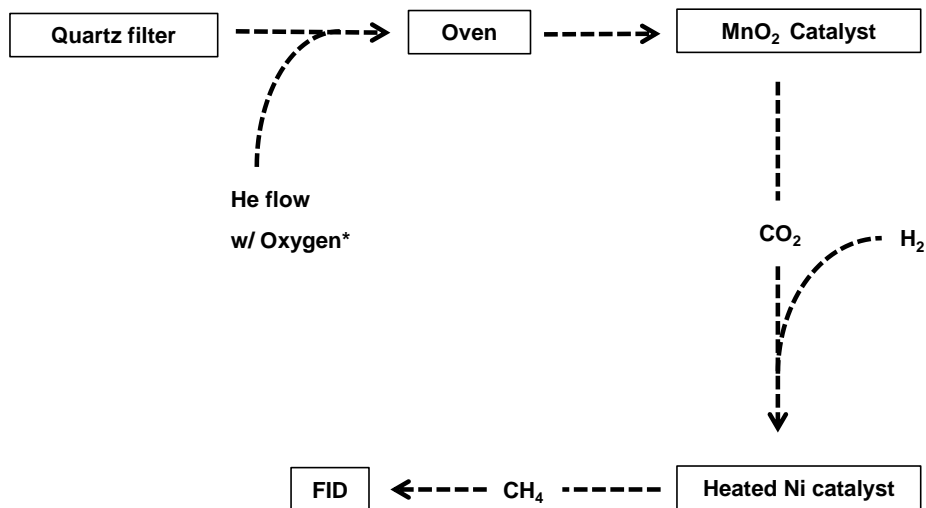 Quartz filter
Oven
MnO₂ Catalyst
He flow
w/ Oxygen*
CO₂
H₂
FID
CH₄
Heated Ni catalyst